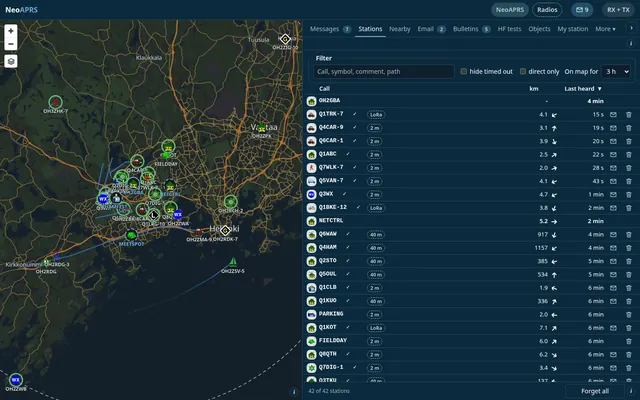 NeoAPRS
NeoAPRS
Radios
9
RX + TX
Messages 7
Stations
Nearby
Email 2
Bulletins 5
HF tests
Objects
My station
More
Filter
Call, symbol, comment, path
hide timed out
direct only
On map for
3 h
Call km Last heard ▼
OH2GBA - 4 min
Q1TRK-7 ✓ LoRa 4.1 15 s
Q4CAR-9 ✓ 2 m 3.1 19 s
Q6CAR-1 ✓ 2 m 3.9 20 s
Q1ABC ✓ 2 m 2.5 22 s
Q7WLK-7 ✓ 2 m 2.0 28 s
Q5VAN-7 ✓ 2 m 4.1 43 s
Q3WX ✓ 2 m 4.7 1 min
Q1BKE-12 ✓ 2 m 3.8 2 min
NETCTRL 5.2 2 min
Q6WAW ✓ 40 m 917 4 min
Q4HAM ✓ 40 m 1157 4 min
Q2STO ✓ 40 m 385 5 min
Q5OUL ✓ 40 m 534 5 min
Q1CLB ✓ 2 m 1.9 6 min
Q1KUO ✓ 40 m 336 6 min
PARKING 2 m 2.0 6 min
Q1KOT ✓ LoRa 7.1 6 min
FIELDDAY 6.0 6 min
Q8QTH ✓ 2 m 6.2 6 min
Q7DIG-1 ✓ 2 m 3.4 6 min
42 of 42 stations
Forget all
+
−
Tuusula
Klaukkala
Vantaa
FIELDDAY
MEETSPOT
Helsinki
Kirkkonummi
OH2RDG-3
OH2RDG
OH2ZSV-5
WX
WX
WX